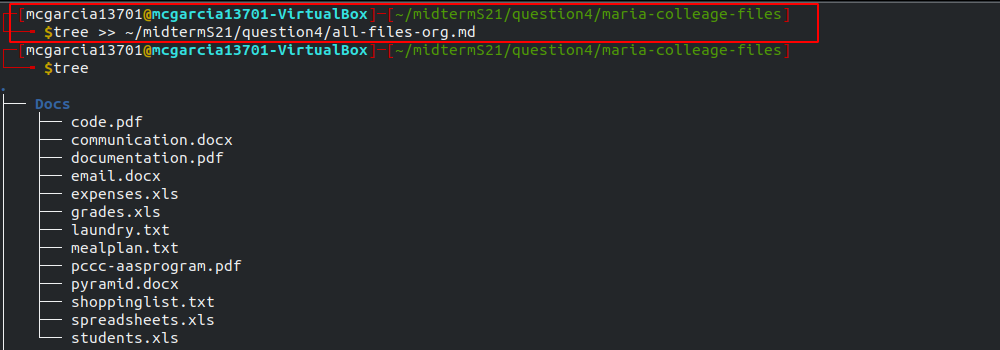 [mcgarcia13701@mcgarcia13701-VirtualBox]-[~/midtermS21/question4/maria-colleage-files]
$tree >> ~/midtermS21/question4/all-files-org.md
[mcgarcia13701@mcgarcia13701-VirtualBox]-[~/midtermS21/question4/maria-colleage-files]
$tree
.
├── Docs
│   ├── code.pdf
│   ├── communication.docx
│   ├── documentation.pdf
│   ├── email.docx
│   ├── expenses.xls
│   ├── grades.xls
│   ├── laundry.txt
│   ├── mealplan.txt
│   ├── pccc-aasprogram.pdf
│   ├── pyramid.docx
│   ├── shoppinglist.txt
│   ├── spreadsheets.xls
│   └── students.xls